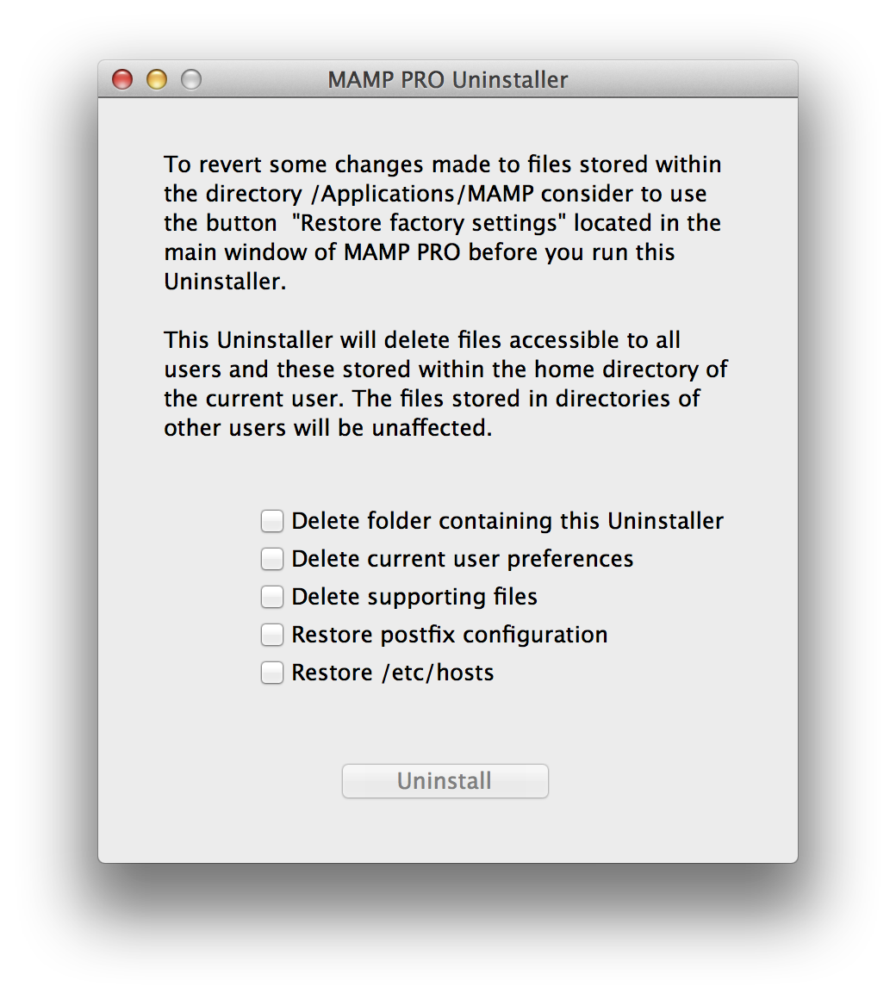 MAMP PRO Uninstaller
To revert some changes made to files stored within
the directory /Applications/MAMP consider to use
the button  "Restore factory settings" located in the
main window of MAMP PRO before you run this
Uninstaller.
This Uninstaller will delete files accessible to all
users and these stored within the home directory of
the current user. The files stored in directories of
other users will be unaffected.
Delete folder containing this Uninstaller
Delete current user preferences
Delete supporting files
Restore postfix configuration
Restore /etc/hosts
Uninstall